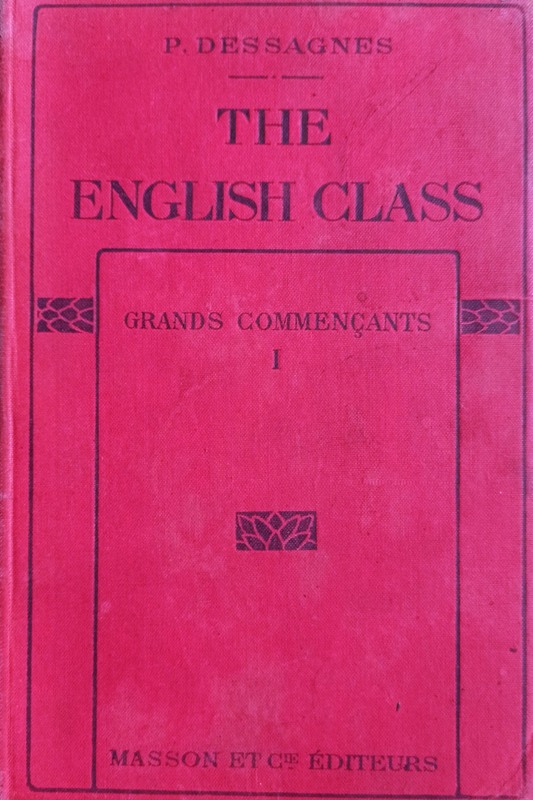 P. DESSAGNES
THE
ENGLISH CLASS
GRANDS COMMENÇANTS
I
MASSON ET Cᴵᴱ ÉDITEURS